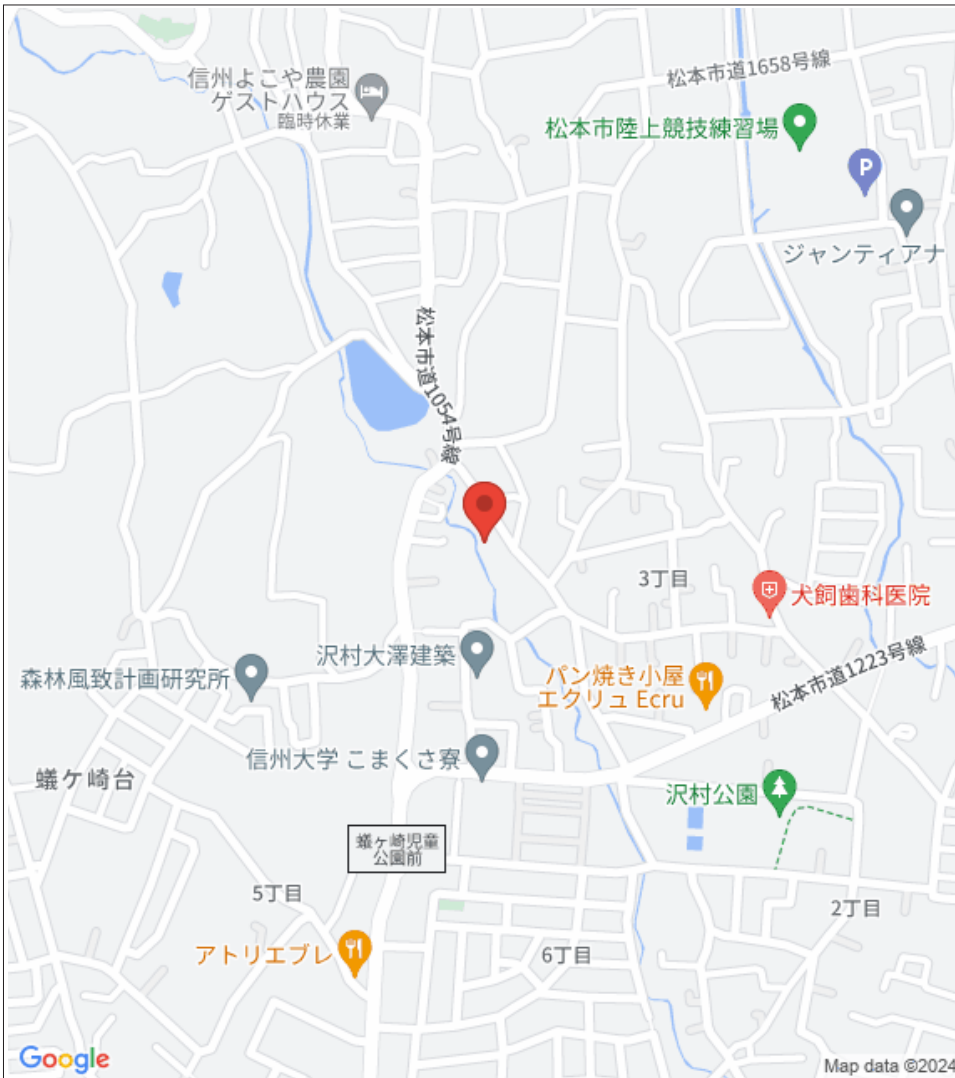 信州よこや農園
ゲストハウス
臨時休業
松本市道1658号線
松本市陸上競技練習場
P
ジャンティアナ
松本市道1054号線
3丁目
犬飼歯科医院
沢村大澤建築
森林風致計画研究所
パン焼き小屋
エクリュ Ecru
松本市道1223号線
信州大学 こまくさ寮
蟻ケ崎台
沢村公園
蟻ヶ崎児童
公園前
5丁目
2丁目
アトリエブレ
6丁目
Google
Map data ©2024